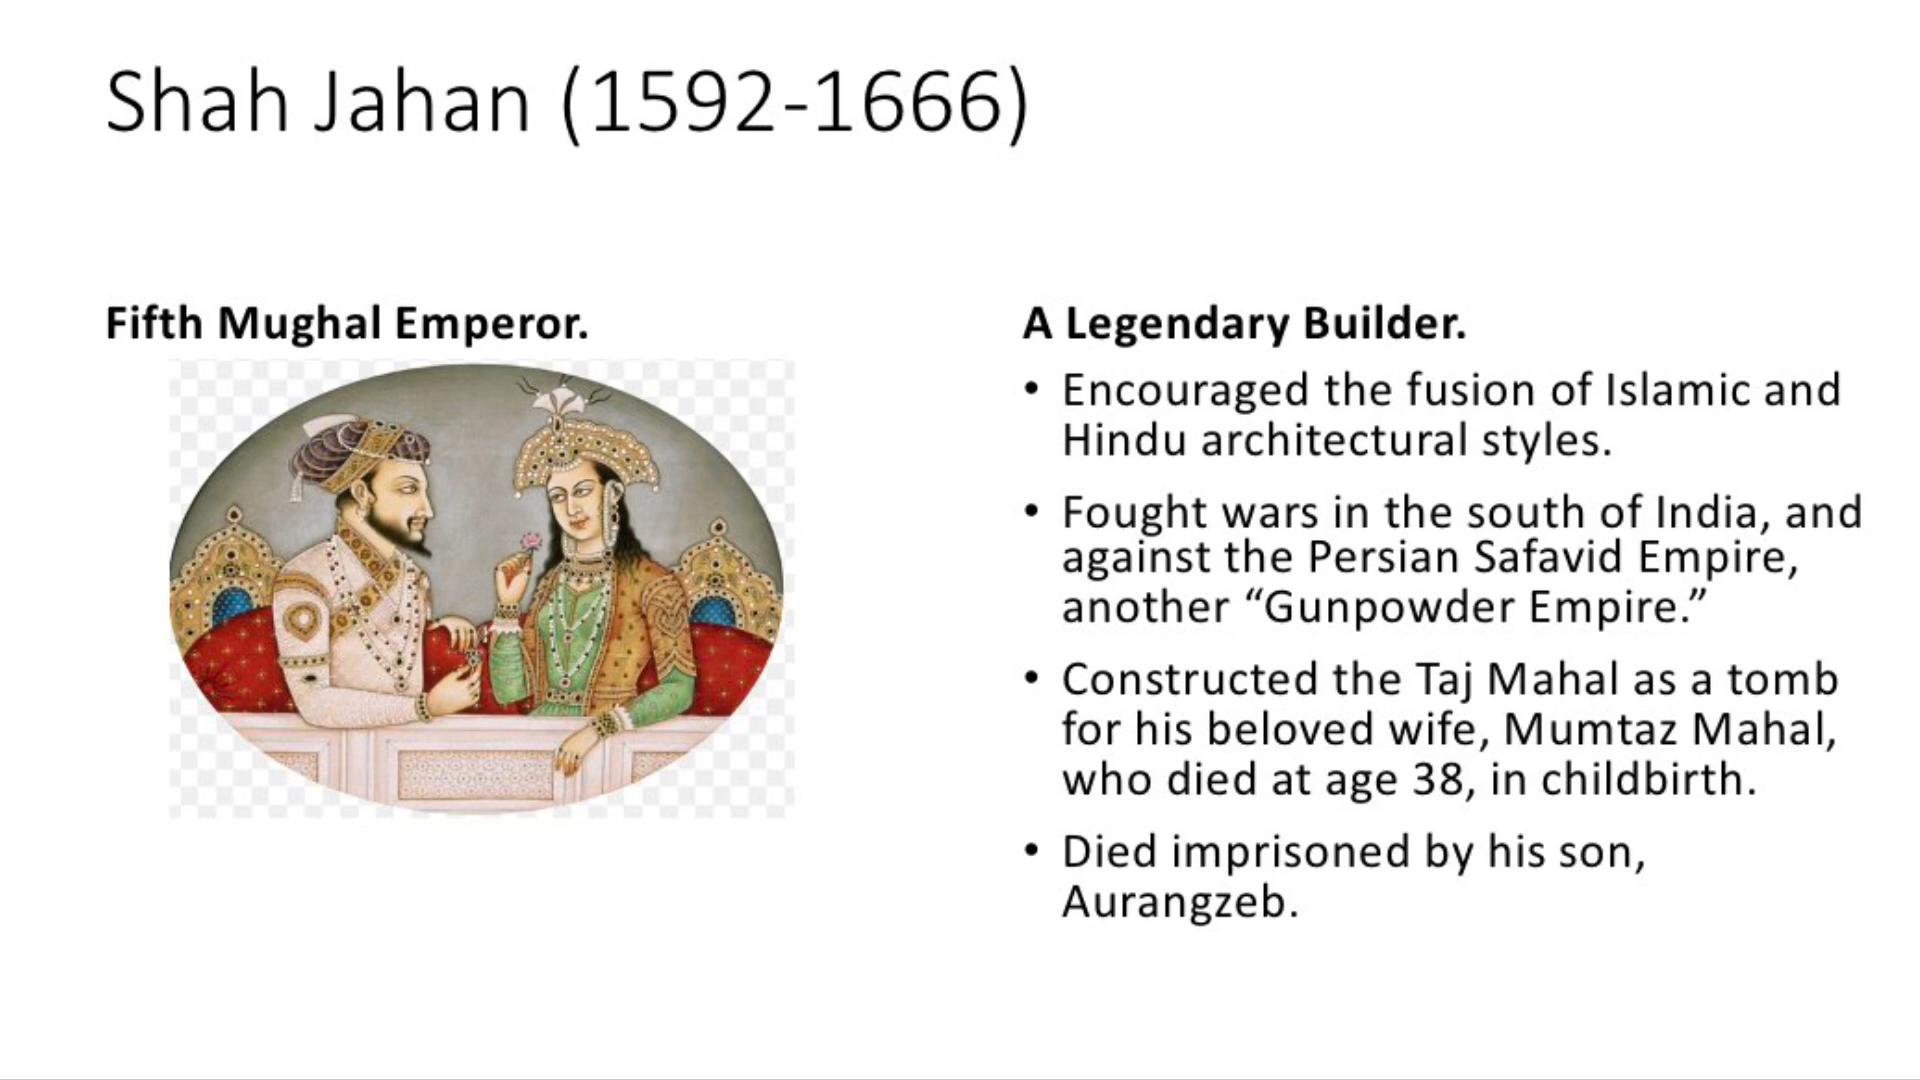 Shah Jahan (1592-1666)
Fifth Mughal Emperor.
A Legendary Builder.
• Encouraged the fusion of Islamic and
Hindu architectural styles.
• Fought wars in the south of India, and
against the Persian Safavid Empire,
another “Gunpowder Empire.”
• Constructed the Taj Mahal as a tomb
for his beloved wife, Mumtaz Mahal,
who died at age 38, in childbirth.
• Died imprisoned by his son,
Aurangzeb.